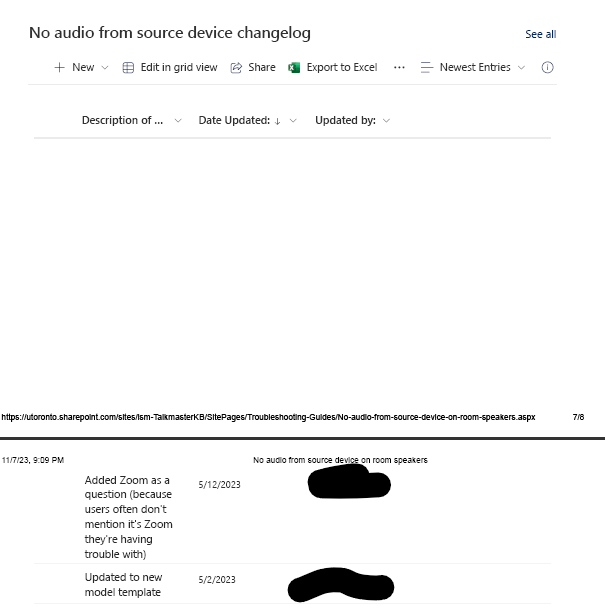 No audio from source device changelog
See all
New
Edit in grid view
Share
Export to Excel
...
Newest Entries
Description of ...
Date Updated:
Updated by:
https://utoronto.sharepoint.com/sites/ism-TalkmasterKB/SitePages/Troubleshooting-Guides/No-audio-from-source-device-on-room-speakers.aspx
7/8
11/7/23, 9:09 PM
No audio from source device on room speakers
Added Zoom as a
question (because
users often don't
mention it's Zoom
they're having
trouble with)
5/12/2023
Updated to new
model template
5/2/2023